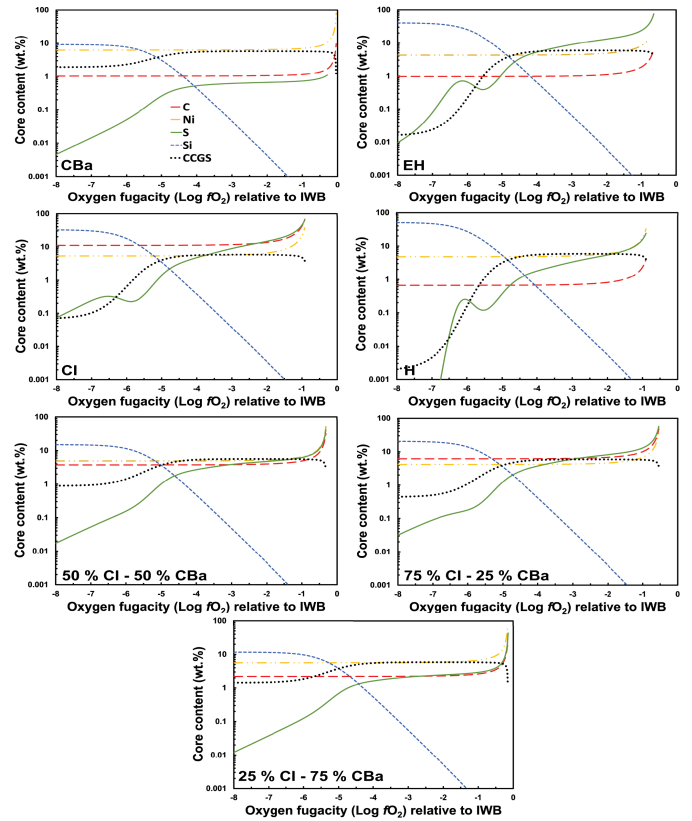 Core content (wt.%)
100
10
1
0.1
0.01
0.001
C
Ni
S
Si
CCGS
CBa
-8 -7 -6 -5 -4 -3 -2 -1 0
Oxygen fugacity (Log fO2) relative to IWB
Core content (wt.%)
100
10
1
0.1
0.01
0.001
EH
-8 -7 -6 -5 -4 -3 -2 -1 0
Oxygen fugacity (Log fO2) relative to IWB
Core content (wt.%)
100
10
1
0.1
0.01
0.001
CI
-8 -7 -6 -5 -4 -3 -2 -1 0
Oxygen fugacity (Log fO2) relative to IWB
Core content (wt.%)
100
10
1
0.1
0.01
0.001
H
-8 -7 -6 -5 -4 -3 -2 -1 0
Oxygen fugacity (Log fO2) relative to IWB
Core content (wt.%)
100
10
1
0.1
0.01
0.001
50 % CI - 50 % CBa
-8 -7 -6 -5 -4 -3 -2 -1 0
Oxygen fugacity (Log fO2) relative to IWB
Core content (wt.%)
100
10
1
0.1
0.01
0.001
75 % CI - 25 % CBa
-8 -7 -6 -5 -4 -3 -2 -1 0
Oxygen fugacity (Log fO2) relative to IWB
Core content (wt.%)
100
10
1
0.1
0.01
0.001
25 % CI - 75 % CBa
-8 -7 -6 -5 -4 -3 -2 -1 0
Oxygen fugacity (Log fO2) relative to IWB